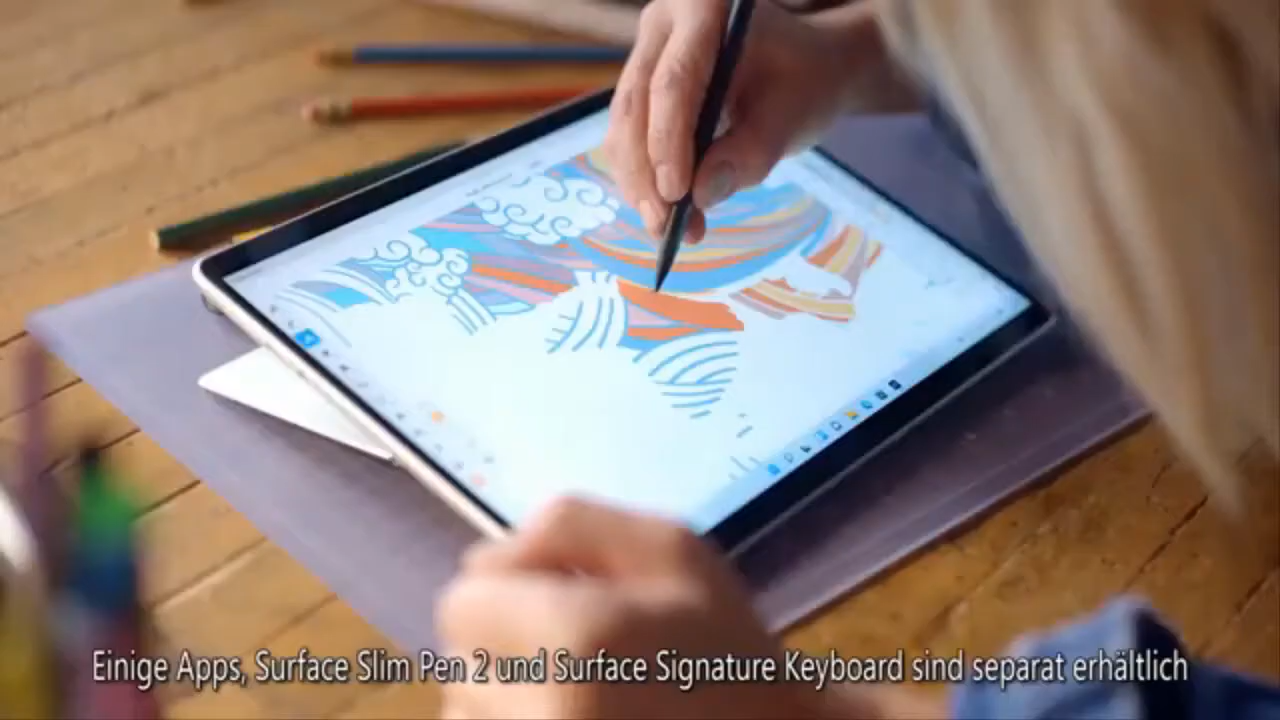 Einige Apps, Surface Slim Pen 2 und Surface Signature Keyboard sind separat erhältlich